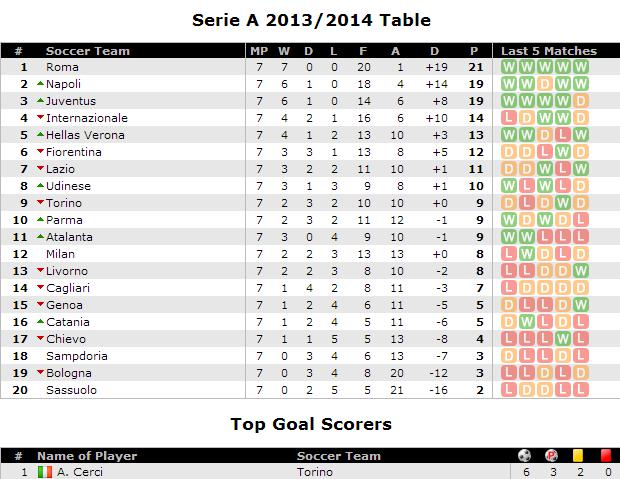 Serie A 2013/2014 Table
# Soccer Team MP W D L F A D P Last 5 Matches
1 Roma 7 7 0 0 20 1 +19 21 W W W W W
2 Napoli 7 6 1 0 18 4 +14 19 W W D W W
3 Juventus 7 6 1 0 14 6 +8 19 W W W W D
4 Internazionale 7 4 2 1 16 6 +10 14 L D W W D
5 Hellas Verona 7 4 1 2 13 10 +3 13 W W D L W
6 Fiorentina 7 3 3 1 13 8 +5 12 D D L W D
7 Lazio 7 3 2 2 11 10 +1 11 D D W L W
8 Udinese 7 3 1 3 9 8 +1 10 W L W L D
9 Torino 7 2 3 2 10 10 +0 9 D L D W D
10 Parma 7 2 3 2 11 12 -1 9 W D W D L
11 Atalanta 7 3 0 4 9 10 -1 9 W W L L L
12 Milan 7 2 2 3 13 13 +0 8 L W D L D
13 Livorno 7 2 2 3 8 10 -2 8 L L D D W
14 Cagliari 7 1 4 2 8 11 -3 7 L D D D D
15 Genoa 7 1 2 4 6 11 -5 5 D L L D W
16 Catania 7 1 2 4 5 11 -6 5 D W L D L
17 Chievo 7 1 1 5 5 13 -8 4 L L L W L
18 Sampdoria 7 0 3 4 6 13 -7 3 D L L D L
19 Bologna 7 0 3 4 8 20 -12 3 L L D L D
20 Sassuolo 7 0 2 5 5 21 -16 2 L D D L L
Top Goal Scorers
# Name of Player Soccer Team P
1 A. Cerci Torino 6 3 2 0